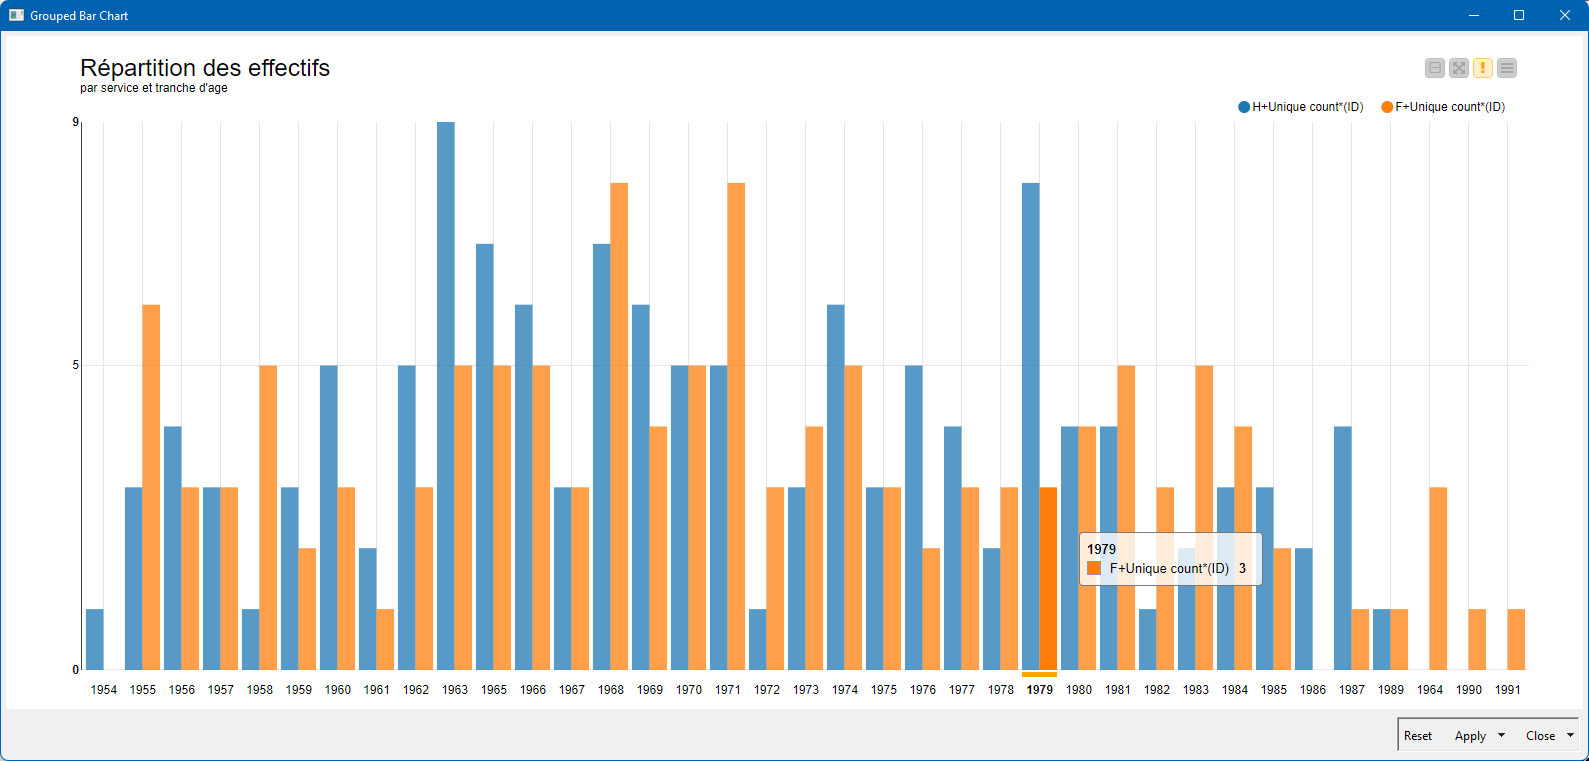 Grouped Bar Chart
Répartition des effectifs
par service et tranche d'age
H+Unique count*(ID) F+Unique count*(ID)
9
5
0
1979
F+Unique count*(ID) 3
1954 1955 1956 1957 1958 1959 1960 1961 1962 1963 1965 1966 1967 1968 1969 1970 1971 1972 1973 1974 1975 1976 1977 1978 1979 1980 1981 1982 1983 1984 1985 1986 1987 1989 1964 1990 1991
Reset Apply Close